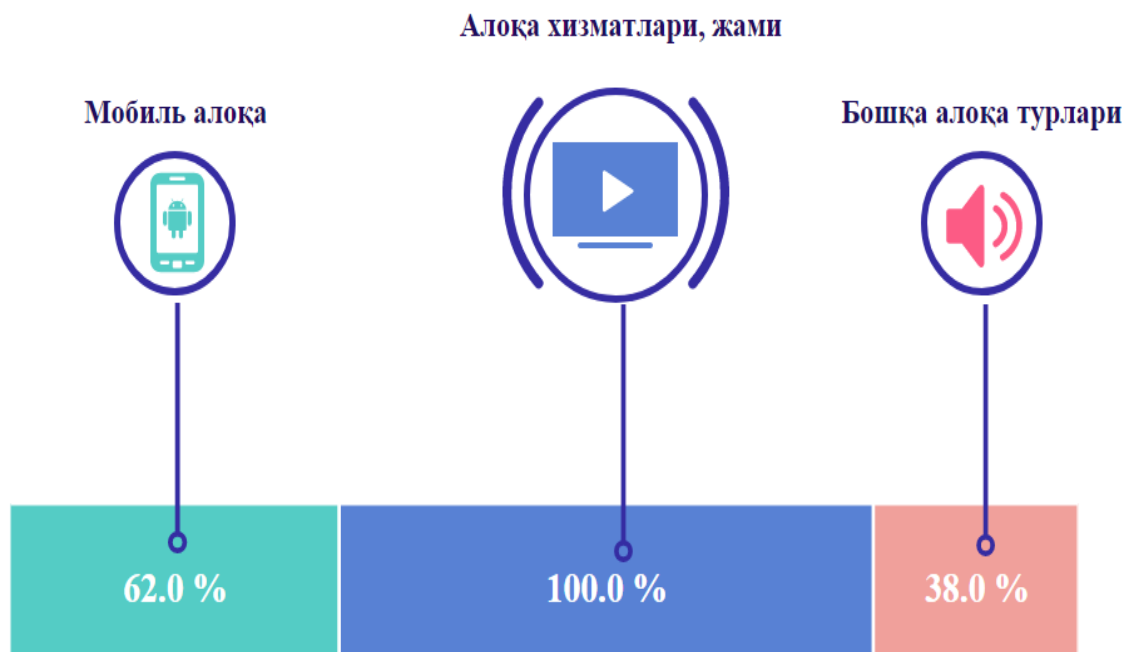 Алоқа хизматлари, жами
Мобиль алоқа
Бошқа алоқа турлари
62.0 %
100.0 %
38.0 %